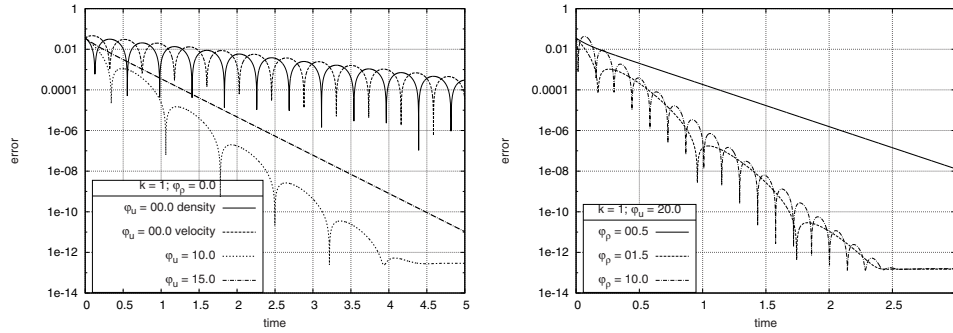 0.01
0.0001
1e-06
1e-08
1e-10
1e-12
1e-14
error
0 0.5 1 1.5 2 2.5 3 3.5 4 4.5 5
time
k = 1; φρ = 0.0
φu = 00.0 density
φu = 00.0 velocity
φu = 10.0
φu = 15.0
0.01
0.0001
1e-06
1e-08
1e-10
1e-12
1e-14
error
0 0.5 1 1.5 2 2.5
time
k = 1; φu = 20.0
φρ = 00.5
φρ = 01.5
φρ = 10.0